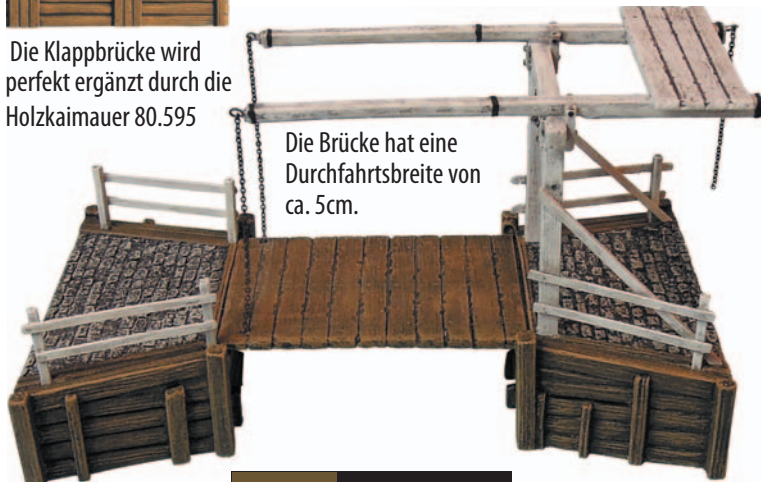 Die Klappbrücke wird
perfekt ergänzt durch die
Holzkaimauer 80.595
Die Brücke hat eine
Durchfahrtsbreite von
ca. 5cm.